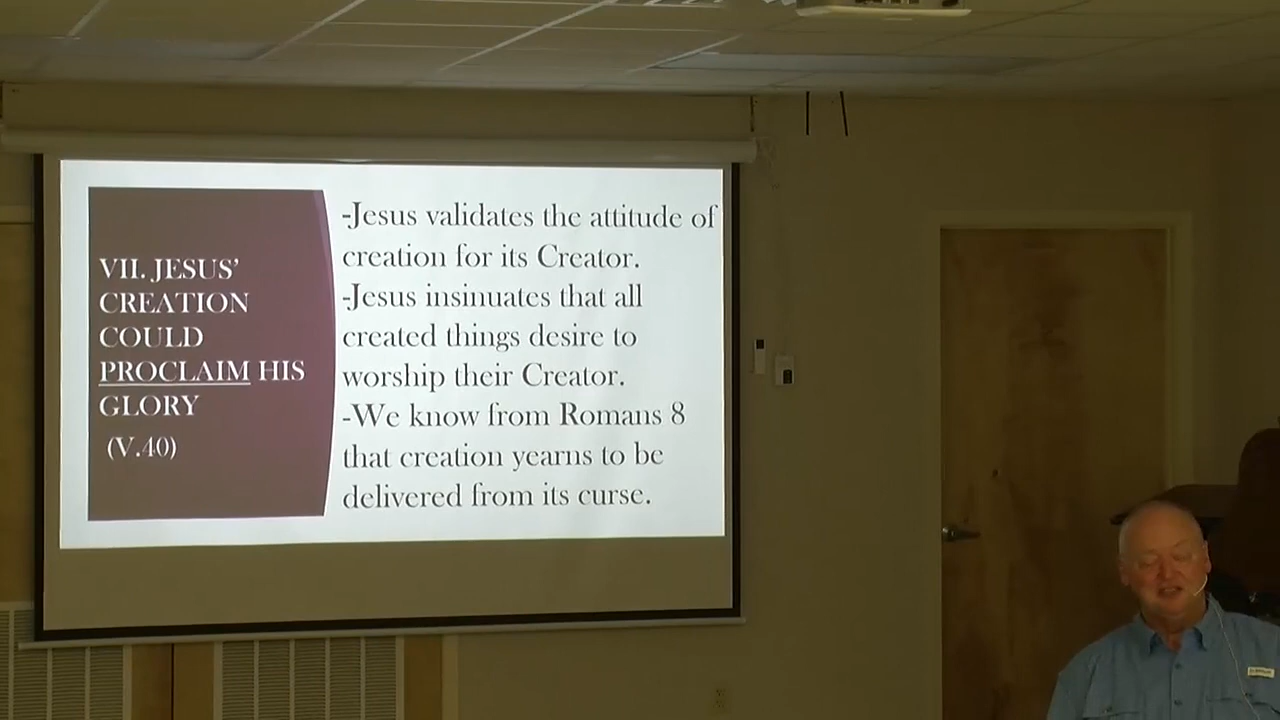 VII. JESUS'
CREATION
COULD
PROCLAIM HIS
GLORY
(V.40)
-Jesus validates the attitude of
creation for its Creator.
-Jesus insinuates that all
created things desire to
worship their Creator.
-We know from Romans 8
that creation yearns to be
delivered from its curse.